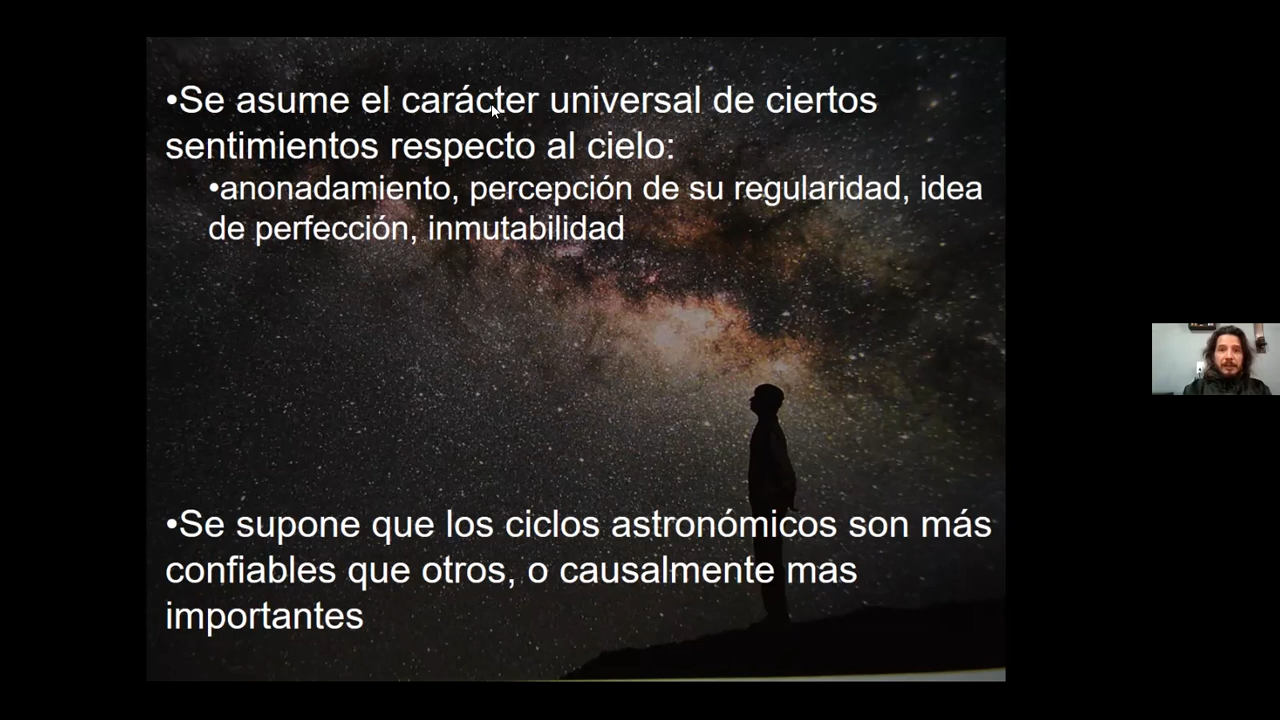 •Se asume el carácter universal de ciertos
sentimientos respecto al cielo:
•anonadamiento, percepción de su regularidad, idea
de perfección, inmutabilidad
•Se supone que los ciclos astronómicos son más
confiables que otros, o causalmente mas
importantes